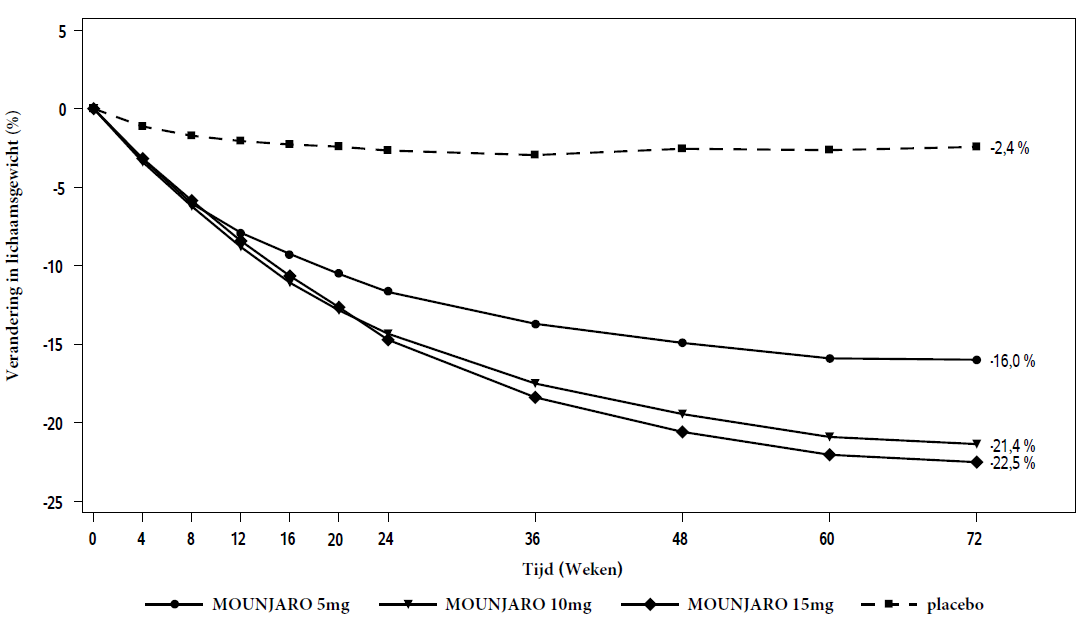 Verandering in lichaamsgewicht (%)
5
0
-5
-10
-15
-20
-25
-2,4 %
-16,0 %
-21,4 %
-22,5 %
0 4 8 12 16 20 24 36 48 60 72
Tijd (Weken)
MOUNJARO 5mg MOUNJARO 10mg MOUNJARO 15mg placebo